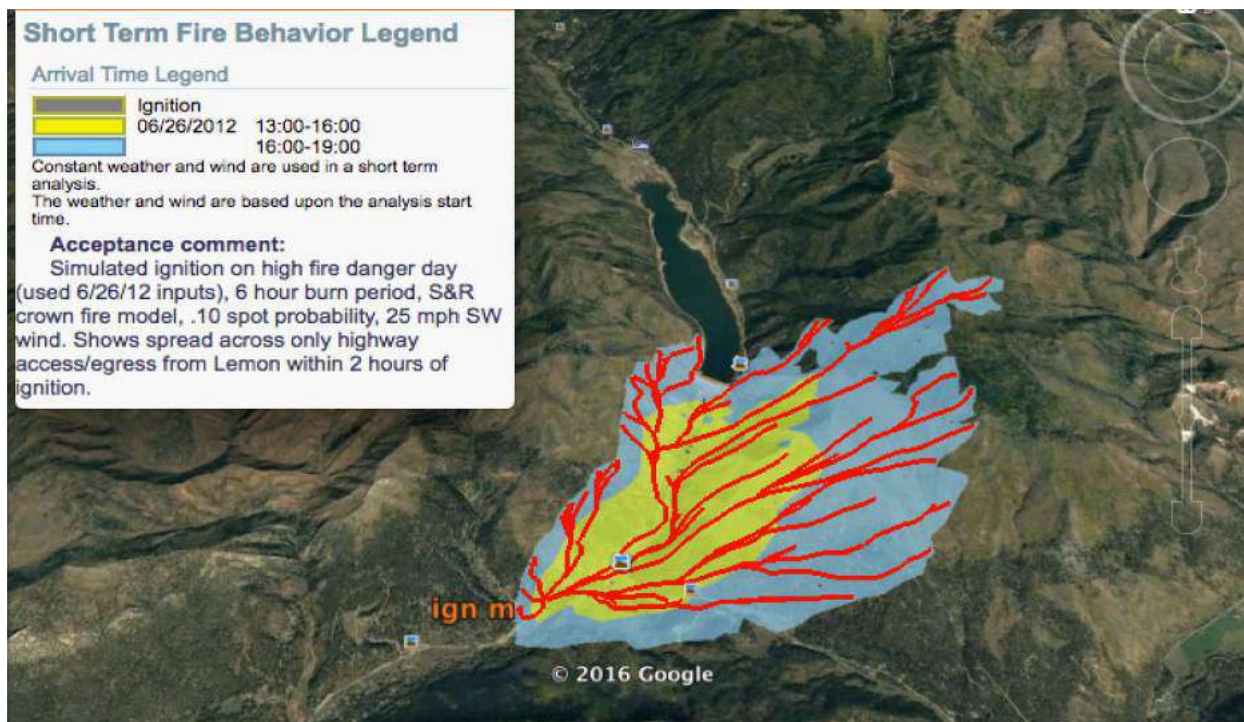 Short Term Fire Behavior Legend
Arrival Time Legend
Ignition
06/26/2012 13:00-16:00
16:00-19:00
Constant weather and wind are used in a short term
analysis.
The weather and wind are based upon the analysis start
time.
Acceptance comment:
Simulated ignition on high fire danger day
(used 6/26/12 inputs), 6 hour burn period, S&R
crown fire model, .10 spot probability, 25 mph SW
wind. Shows spread across only highway
access/egress from Lemon within 2 hours of
ignition.
ign m
© 2016 Google